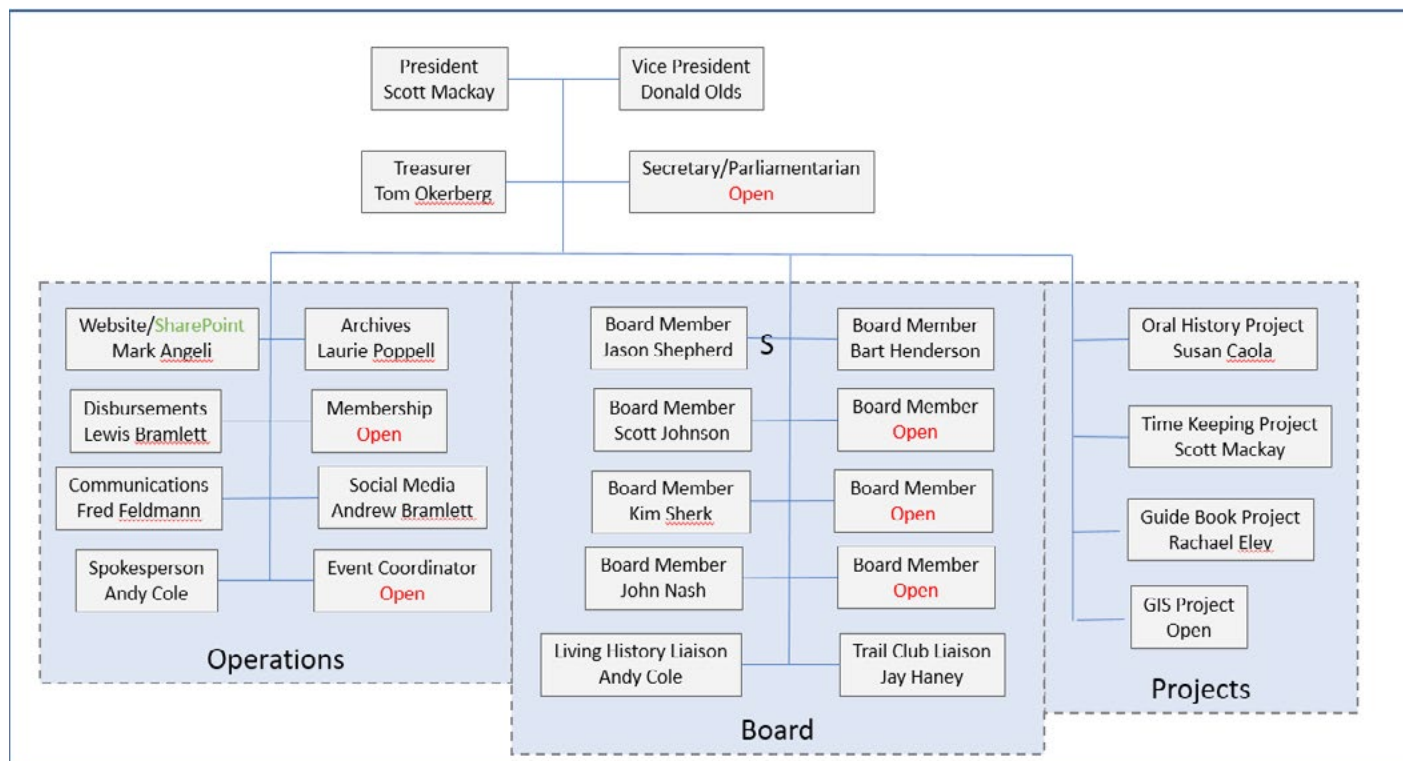 President
Scott Mackay
Vice President
Donald Olds
Treasurer
Tom Okerberg
Secretary/Parliamentarian
Open
Website/SharePoint
Mark Angeli
Archives
Laurie Poppell
Disbursements
Lewis Bramlett
Membership
Open
Communications
Fred Feldmann
Social Media
Andrew Bramlett
Spokesperson
Andy Cole
Event Coordinator
Open
Operations
Board Member
Jason Shepherd
S
Board Member
Bart Henderson
Board Member
Scott Johnson
Board Member
Open
Board Member
Kim Sherk
Board Member
Open
Board Member
John Nash
Board Member
Open
Living History Liaison
Andy Cole
Trail Club Liaison
Jay Haney
Board
Oral History Project
Susan Caola
Time Keeping Project
Scott Mackay
Guide Book Project
Rachael Eley
GIS Project
Open
Projects